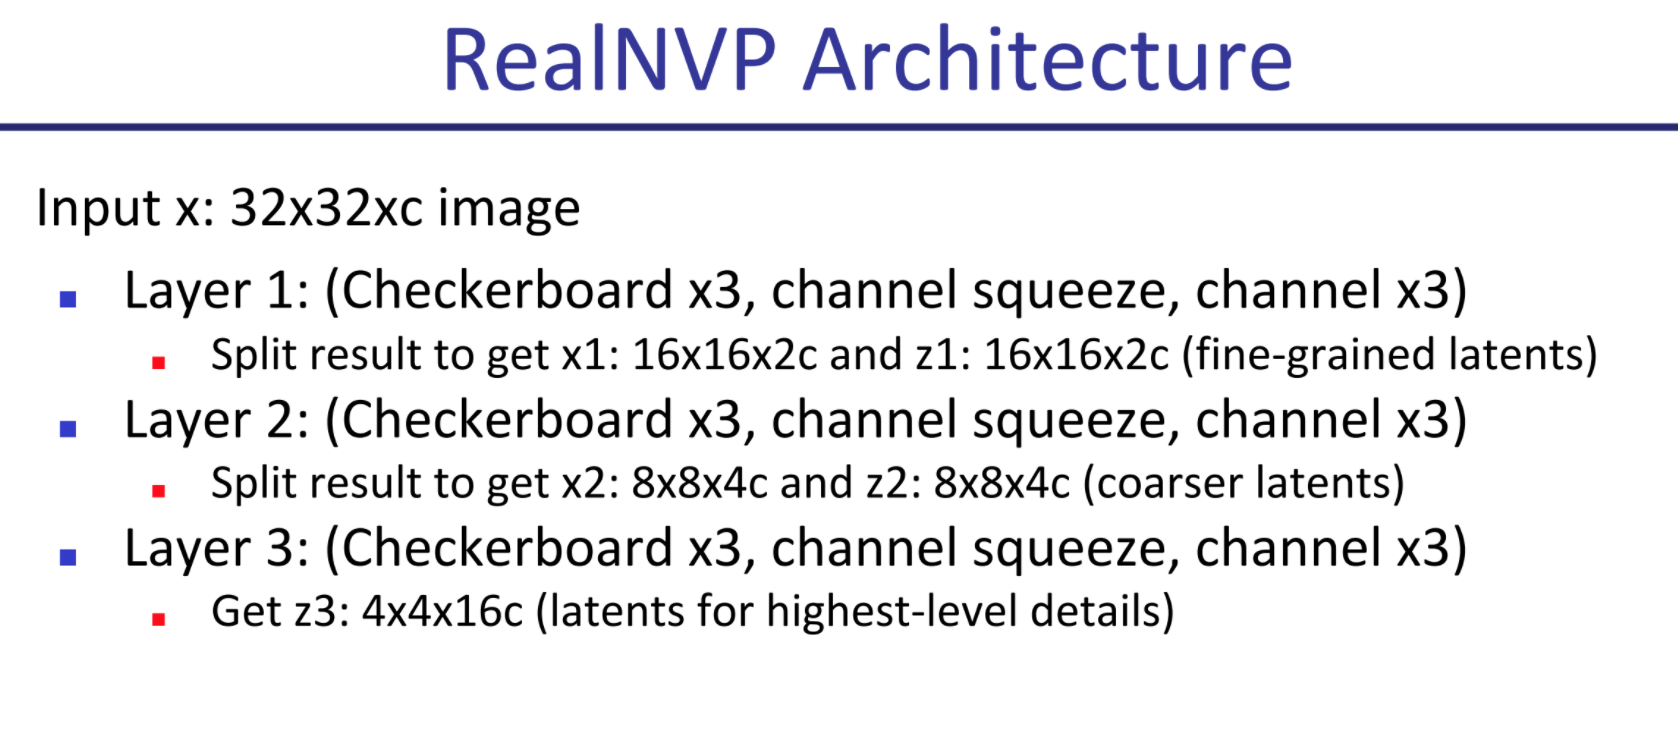 RealNVP Architecture
Input x: 32x32xc image
Layer 1: (Checkerboard x3, channel squeeze, channel x3)
Split result to get x1: 16x16x2c and z1: 16x16x2c (fine-grained latents)
Layer 2: (Checkerboard x3, channel squeeze, channel x3)
Split result to get x2: 8x8x4c and z2: 8x8x4c (coarser latents)
Layer 3: (Checkerboard x3, channel squeeze, channel x3)
Get z3: 4x4x16c (latents for highest-level details)